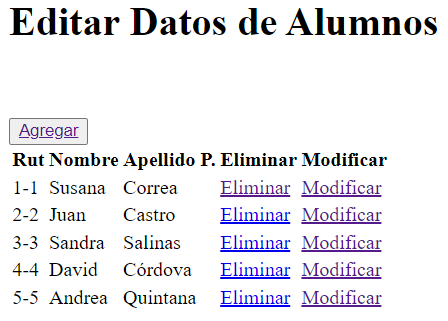 Editar Datos de Alumnos
Agregar
Rut Nombre Apellido P. Eliminar Modificar
1-1 Susana Correa Eliminar Modificar
2-2 Juan Castro Eliminar Modificar
3-3 Sandra Salinas Eliminar Modificar
4-4 David Córdova Eliminar Modificar
5-5 Andrea Quintana Eliminar Modificar